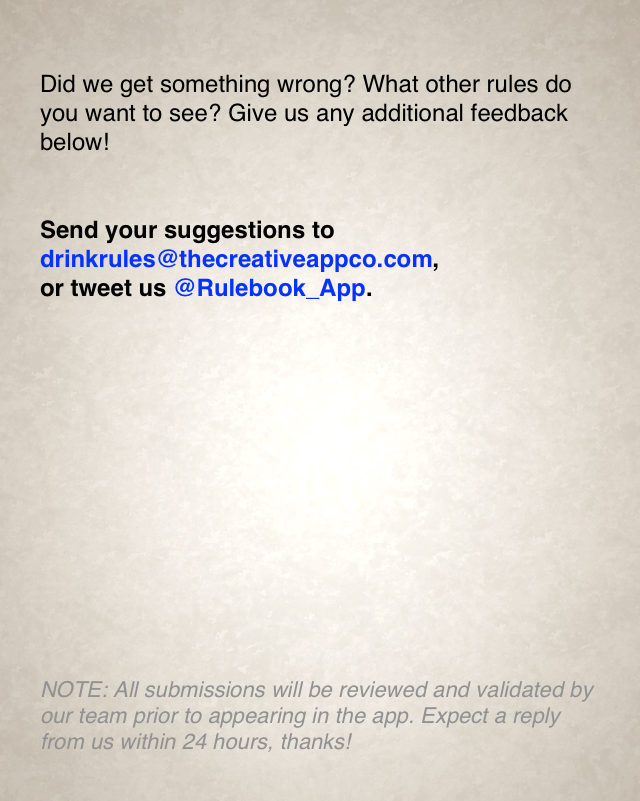 Did we get something wrong? What other rules do
you want to see? Give us any additional feedback
below!
Send your suggestions to
drinkrules@thecreativeappco.com,
or tweet us @Rulebook_App.
NOTE: All submissions will be reviewed and validated by
our team prior to appearing in the app. Expect a reply
from us within 24 hours, thanks!